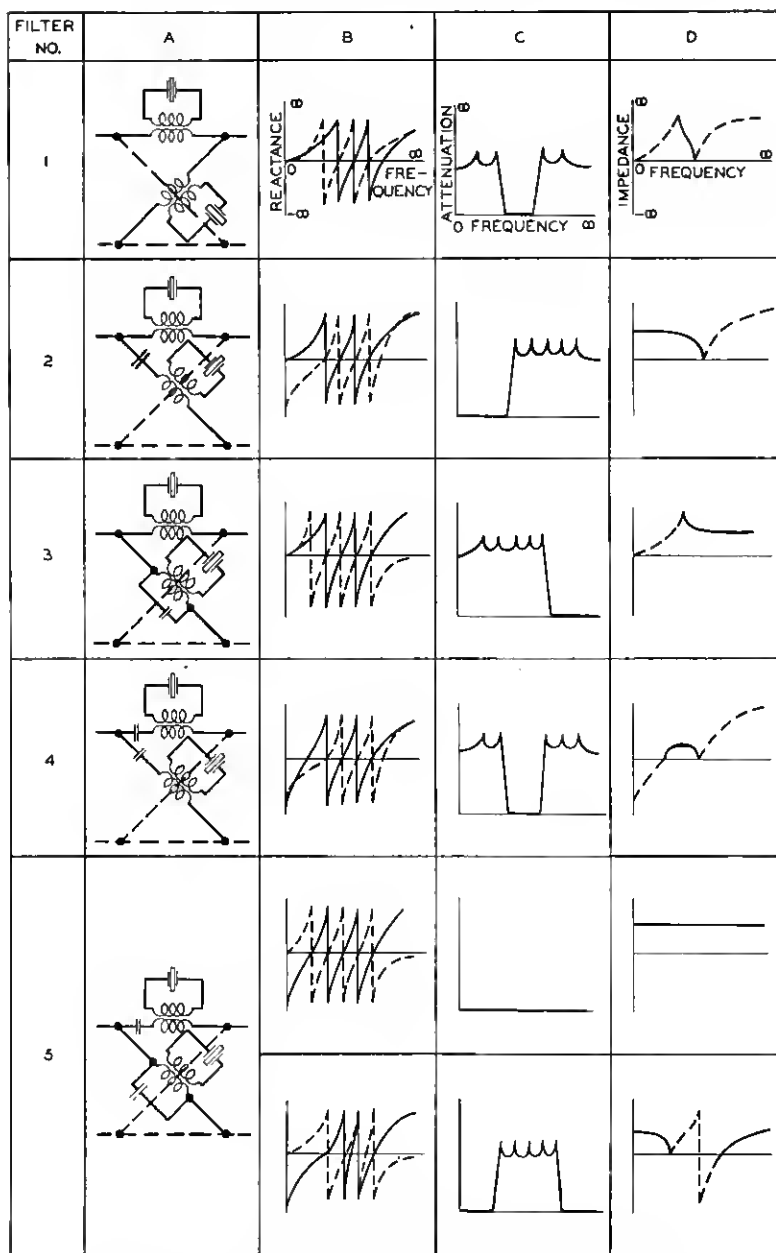 FILTER
NO.
A
B
C
D
1
REACTANCE
∞
0
-∞
FRE-
QUENCY
∞
ATTENUATION
∞
0 FREQUENCY ∞
IMPEDANCE
∞
0
FREQUENCY
-∞
2
3
4
5